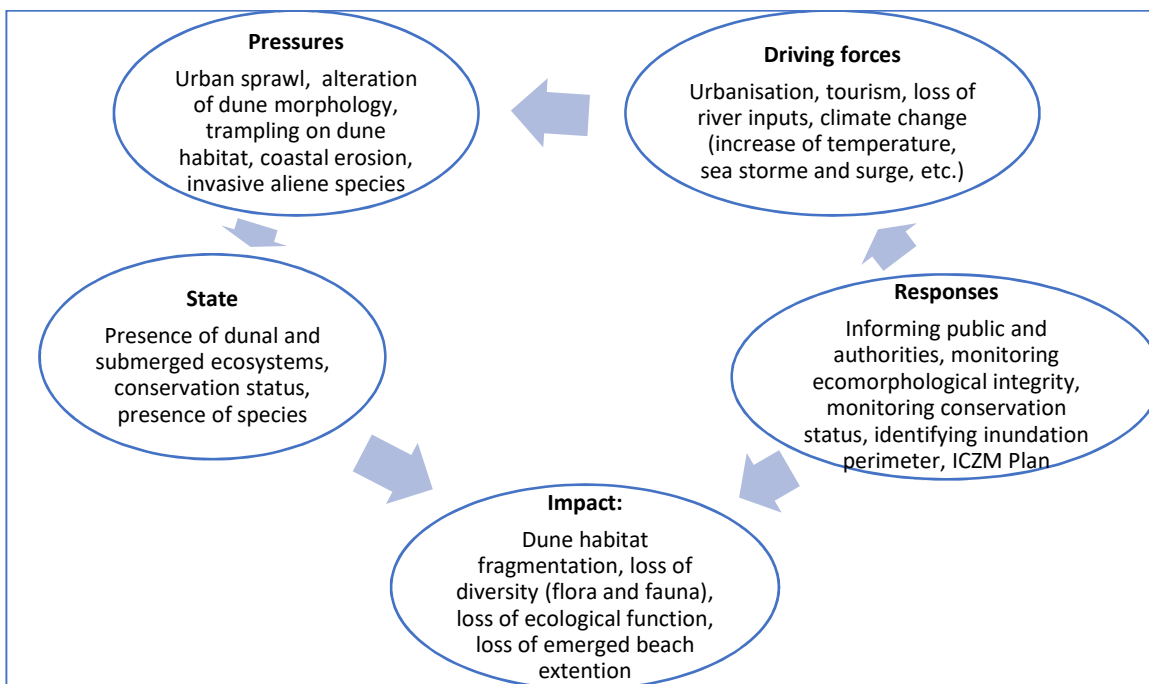 Pressures
Urban sprawl, alteration
of dune morphology,
trampling on dune
habitat, coastal erosion,
invasive aliene species
Driving forces
Urbanisation, tourism, loss of
river inputs, climate change
(increase of temperature,
sea storme and surge, etc.)
State
Presence of dunal and
submerged ecosystems,
conservation status,
presence of species
Responses
Informing public and
authorities, monitoring
ecomorphological integrity,
monitoring conservation
status, identifying inundation
perimeter, ICZM Plan
Impact:
Dune habitat
fragmentation, loss of
diversity (flora and fauna),
loss of ecological function,
loss of emerged beach
extention